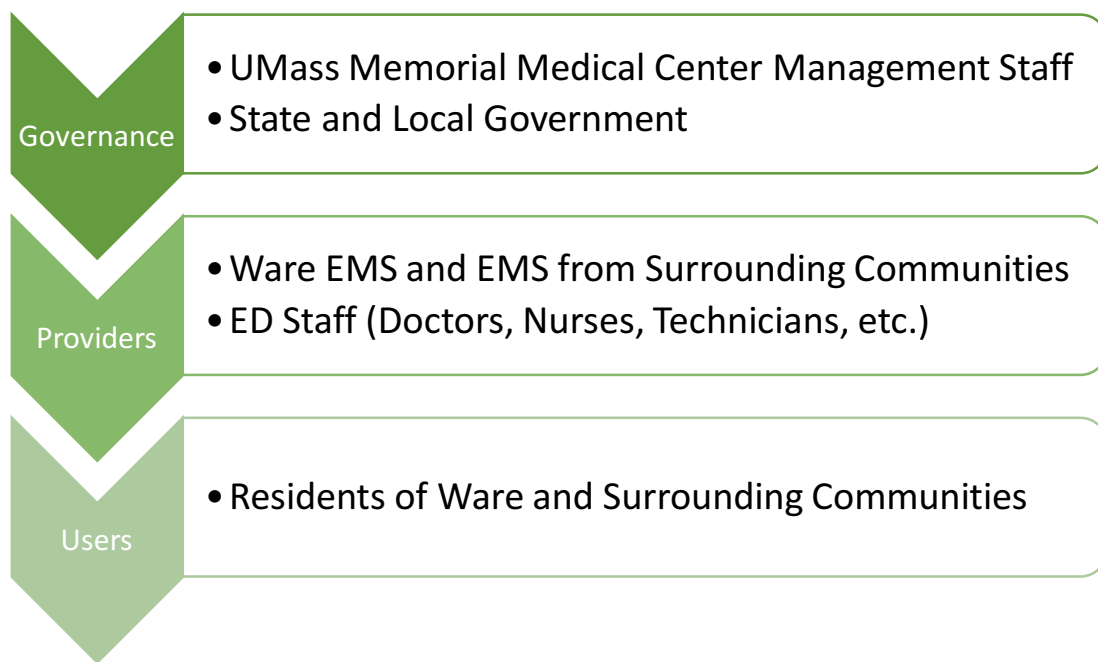 Governance
• UMass Memorial Medical Center Management Staff
• State and Local Government
Providers
• Ware EMS and EMS from Surrounding Communities
• ED Staff (Doctors, Nurses, Technicians, etc.)
Users
• Residents of Ware and Surrounding Communities